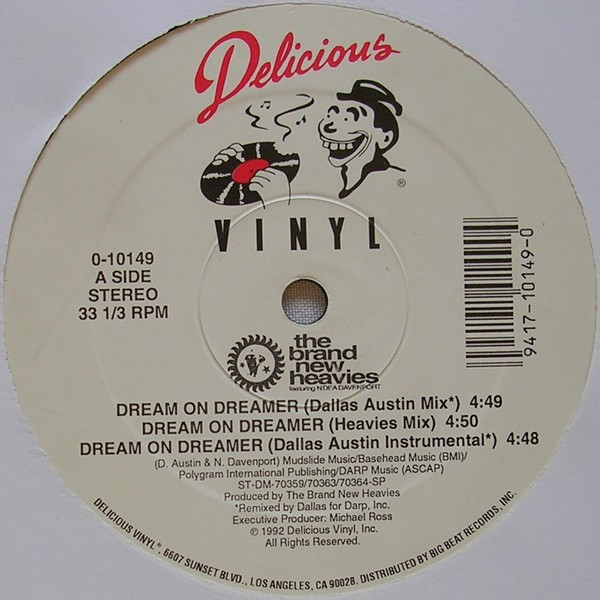 Delicious
®
VINYL
0-10149
A SIDE
STEREO
33 1/3 RPM
9417-10149-0
the
brand
new
heavies
featuring N'DEA DAVENPORT
DREAM ON DREAMER (Dallas Austin Mix*) 4:49
DREAM ON DREAMER (Heavies Mix) 4:50
DREAM ON DREAMER (Dallas Austin Instrumental*) 4:48
(D. Austin & N. Davenport) Mudslide Music/Basehead Music (BMI)/
Polygram International Publishing/DARP Music (ASCAP)
ST-DM-70359/70363/70364-SP
Produced by The Brand New Heavies
*Remixed by Dallas for Darp, Inc.
Executive Producer: Michael Ross
© 1992 Delicious Vinyl, Inc.
All Rights Reserved.
DELICIOUS VINYL®, 6607 SUNSET BLVD., LOS ANGELES, CA 90028. DISTRIBUTED BY BIG BEAT RECORDS, INC.